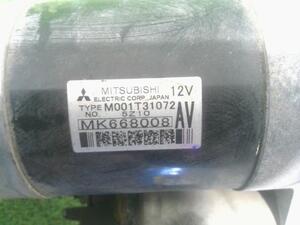 MITSUBISHI 12V
ELECTRIC CORP. JAPAN
TYPE M001T31072
NO. 5Z10
MK668008 AV